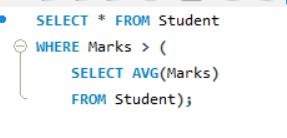 SELECT * FROM Student
WHERE Marks > (
SELECT AVG(Marks)
FROM Student);